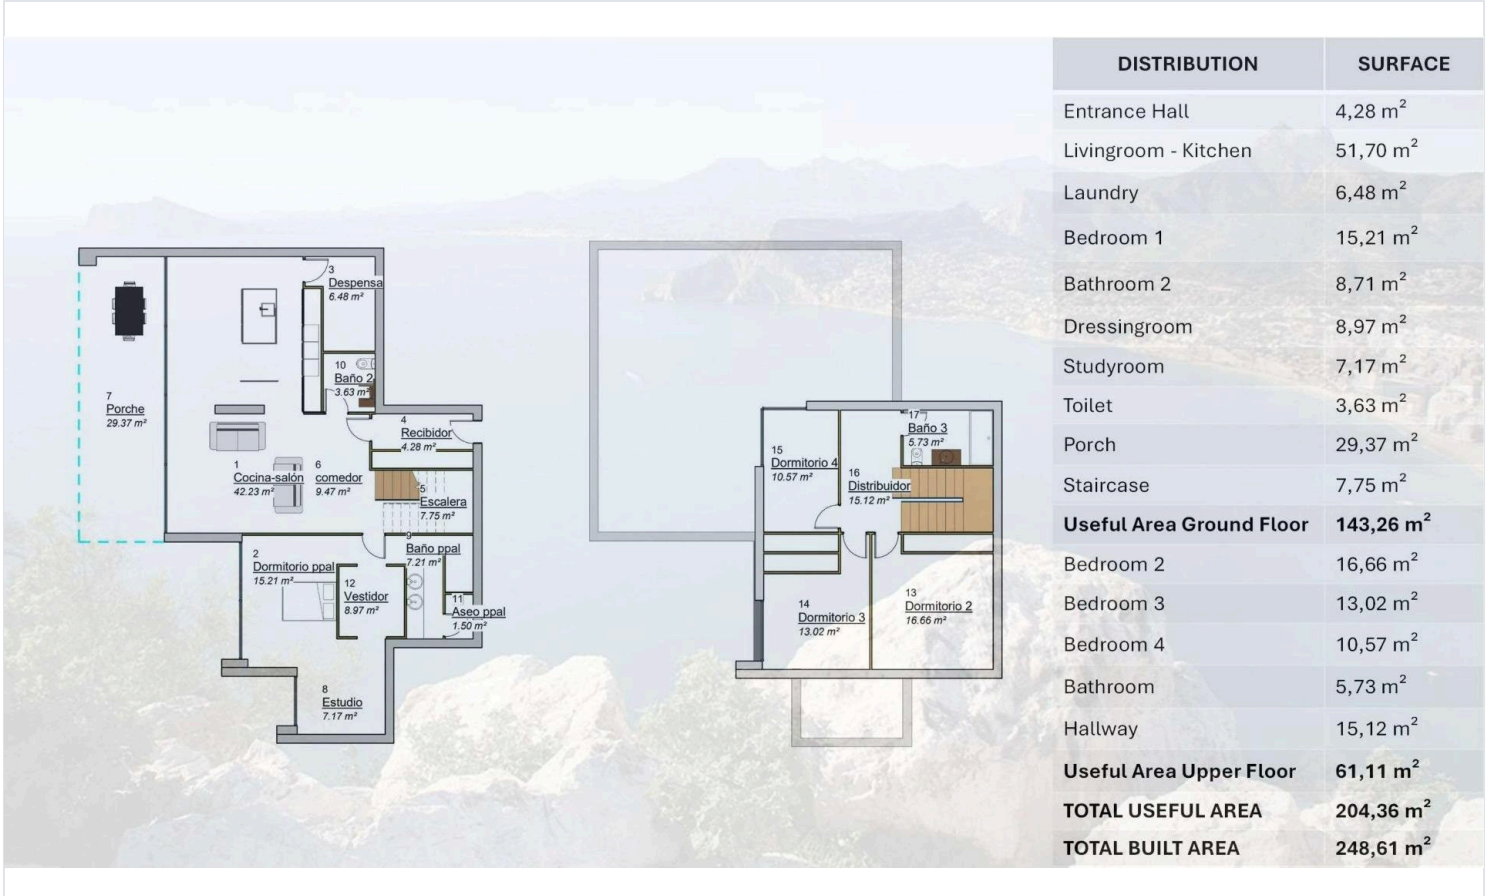 3
Despensa
6.48 m²
10
Baño 2
3.63 m²
7
Porche
29.37 m²
4
Recibidor
4.28 m²
1
Cocina-salón
42.23 m²
6
comedor
9.47 m²
5
Escalera
7.75 m²
9
Baño ppal
7.21 m²
2
Dormitorio ppal
15.21 m²
12
Vestidor
8.97 m²
11
Aseo ppal
1.50 m²
8
Estudio
7.17 m²
17
Baño 3
5.73 m²
15
Dormitorio 4
10.57 m²
16
Distribuidor
15.12 m²
14
Dormitorio 3
13.02 m²
13
Dormitorio 2
16.66 m²
DISTRIBUTION SURFACE
Entrance Hall 4,28 m²
Livingroom - Kitchen 51,70 m²
Laundry 6,48 m²
Bedroom 1 15,21 m²
Bathroom 2 8,71 m²
Dressingroom 8,97 m²
Studyroom 7,17 m²
Toilet 3,63 m²
Porch 29,37 m²
Staircase 7,75 m²
Useful Area Ground Floor 143,26 m²
Bedroom 2 16,66 m²
Bedroom 3 13,02 m²
Bedroom 4 10,57 m²
Bathroom 5,73 m²
Hallway 15,12 m²
Useful Area Upper Floor 61,11 m²
TOTAL USEFUL AREA 204,36 m²
TOTAL BUILT AREA 248,61 m²